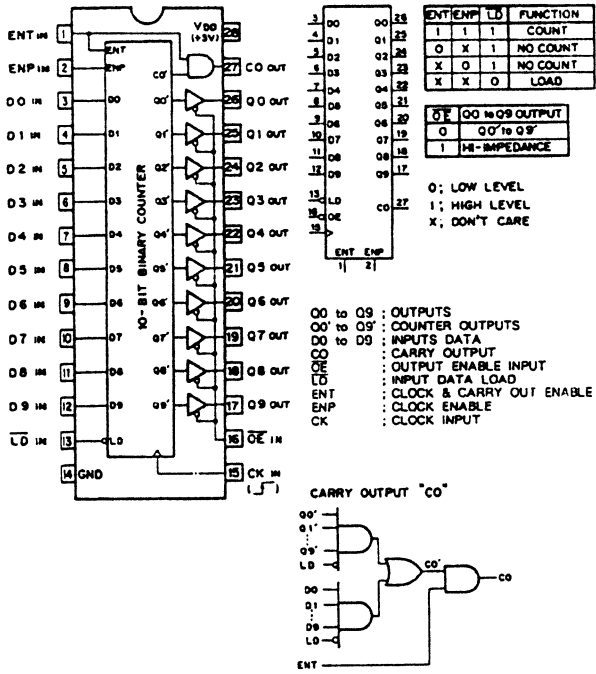 ENT IN 1
ENP IN 2
D0 IN 3
D1 IN 4
D2 IN 5
D3 IN 6
D4 IN 7
D5 IN 8
D6 IN 9
D7 IN 10
D8 IN 11
D9 IN 12
LD IN 13
14 GND
ENT
ENP
D0
D1
D2
D3
D4
D5
D6
D7
D8
D9
LD
10-BIT BINARY COUNTER
CO'
Q0'
Q1'
Q2'
Q3'
Q4'
Q5'
Q6'
Q7'
Q8'
Q9'
VDD
(+5V)
28
27 CO OUT
26 Q0 OUT
25 Q1 OUT
24 Q2 OUT
23 Q3 OUT
22 Q4 OUT
21 Q5 OUT
20 Q6 OUT
19 Q7 OUT
18 Q8 OUT
17 Q9 OUT
16 OE IN
15 CK IN
3 D0 Q0 26
4 D1 Q1 25
5 D2 Q2 24
6 D3 Q3 23
7 D4 Q4 22
8 D5 Q5 21
9 D6 Q6 20
10 D7 Q7 19
11 D8 Q8 18
12 D9 Q9 17
13 LD
16 OE
CO 27
15
ENT ENP
1 2
ENT ENP LD FUNCTION
1 1 1 COUNT
0 X 1 NO COUNT
X 0 1 NO COUNT
X X 0 LOAD
OE Q0 to Q9 OUTPUT
0 Q0' to Q9'
1 HI-IMPEDANCE
0; LOW LEVEL
1; HIGH LEVEL
X; DON'T CARE
Q0 to Q9 : OUTPUTS
Q0' to Q9' : COUNTER OUTPUTS
D0 to D9 : INPUTS DATA
CO : CARRY OUTPUT
OE : OUTPUT ENABLE INPUT
LD : INPUT DATA LOAD
ENT : CLOCK & CARRY OUT ENABLE
ENP : CLOCK ENABLE
CK : CLOCK INPUT
CARRY OUTPUT "CO"
Q0'
Q1'
Q9'
LD
D0
D1
D9
LD
CO'
CO
ENT